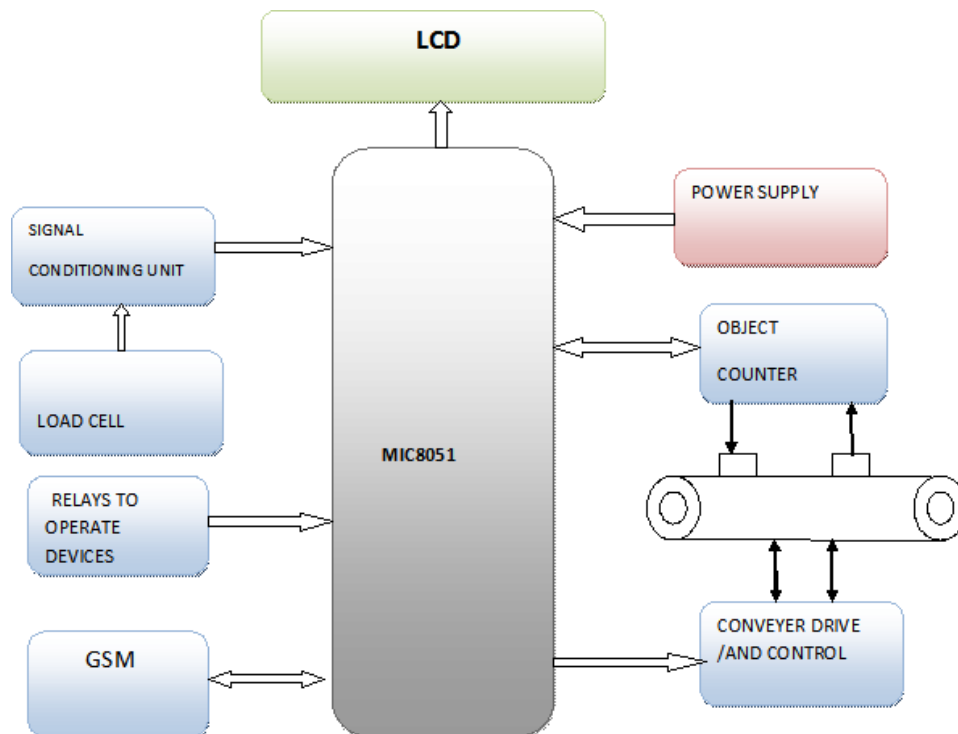 LCD
POWER SUPPLY
SIGNAL
CONDITIONING UNIT
OBJECT
COUNTER
LOAD CELL
MIC8051
RELAYS TO
OPERATE
DEVICES
GSM
CONVEYER DRIVE
/AND CONTROL